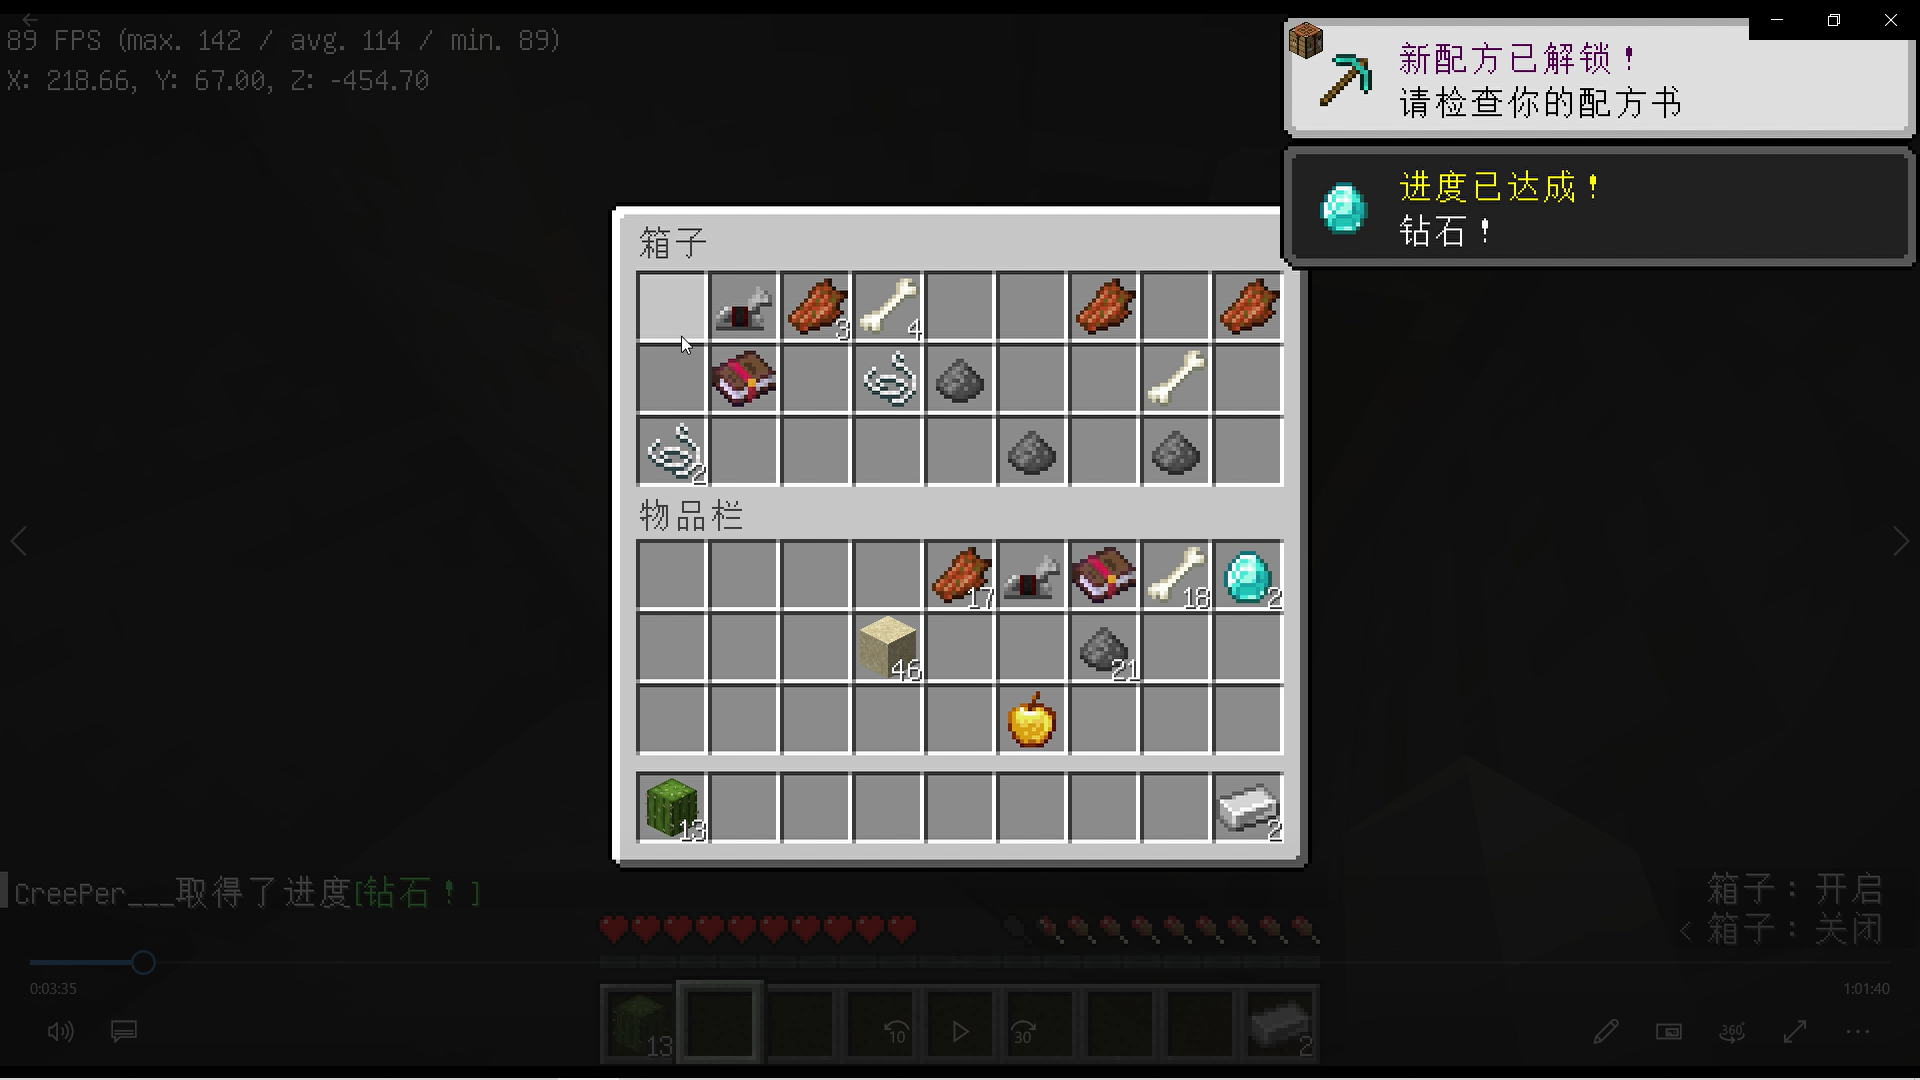 89 FPS (max. 142 / avg. 114 / min. 89)
X: 218.66, Y: 67.00, Z: -454.70
新配方已解锁！
请检查你的配方书
进度已达成！
钻石！
箱子
3
4
2
物品栏
17
18
2
46
21
13
2
CreePer___取得了进度[钻石！]
箱子： 开启
< 箱子： 关闭
0:03:35
1:01:40
13
10
30
2
360